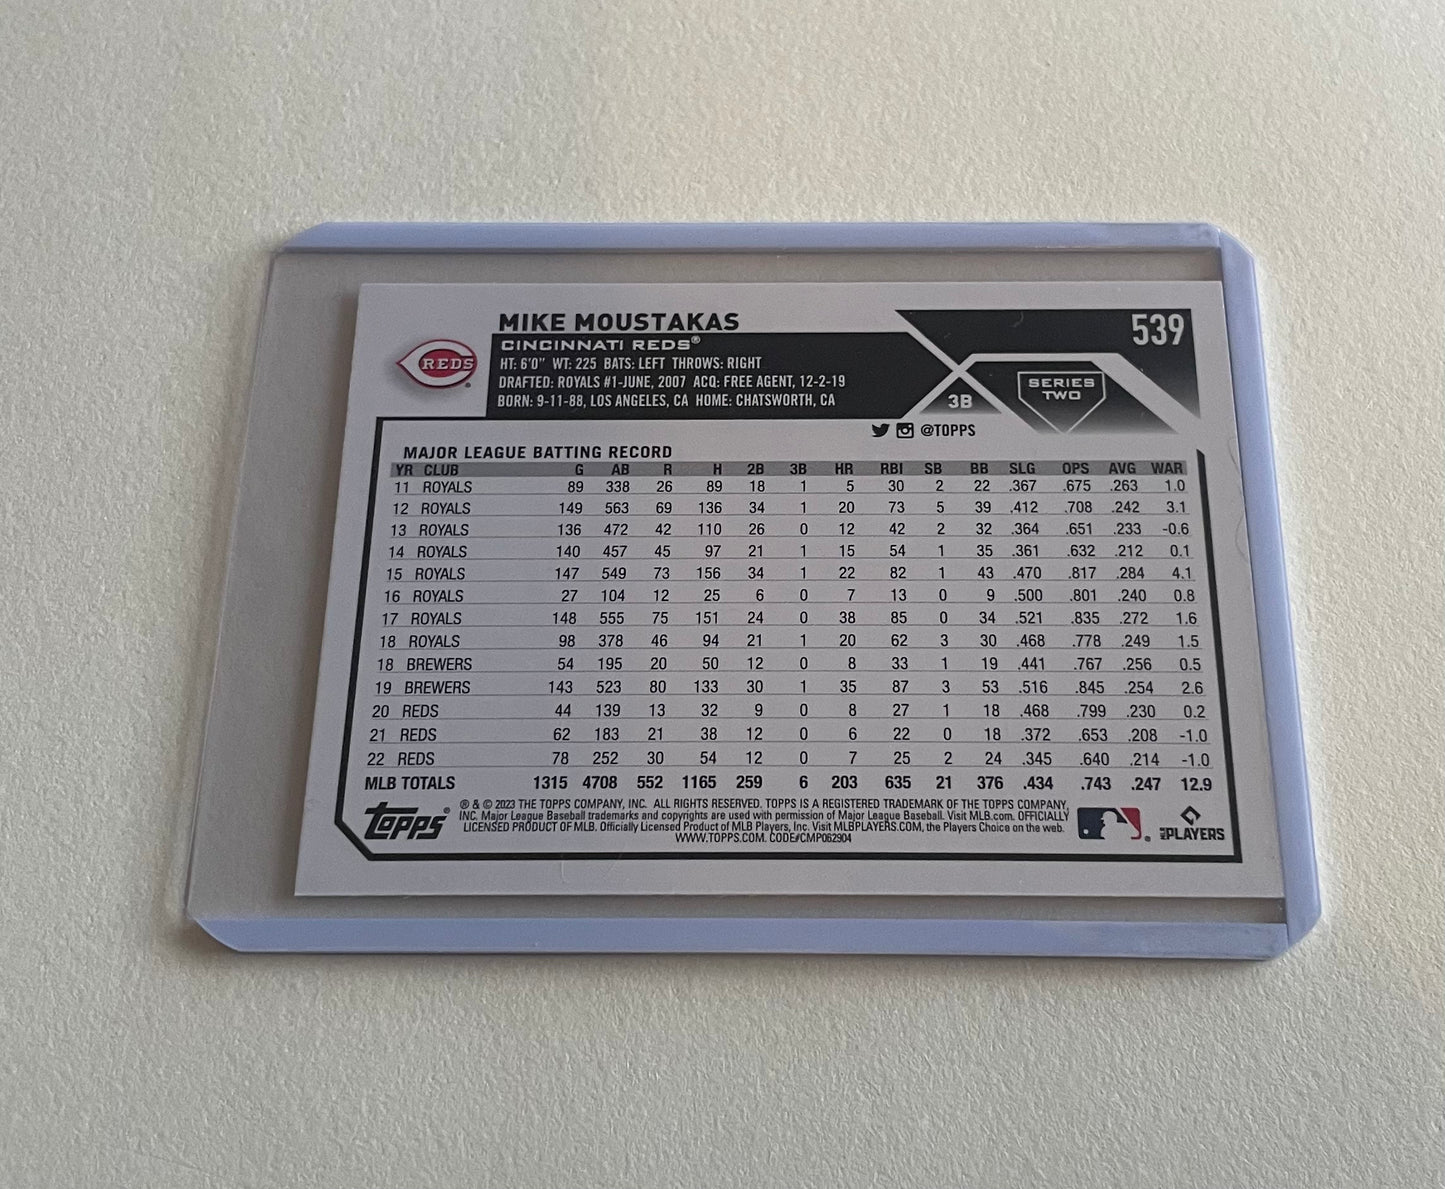 539
MIKE MOUSTAKAS
CINCINNATI REDS®
REDS
HT: 6'0" WT: 225 BATS: LEFT THROWS: RIGHT
DRAFTED: ROYALS #1-JUNE, 2007 ACQ: FREE AGENT, 12-2-19
BORN: 9-11-88, LOS ANGELES, CA HOME: CHATSWORTH, CA
3B
SERIES
TWO
@TOPPS
MAJOR LEAGUE BATTING RECORD
YR CLUB G AB R H 2B 3B HR RBI SB BB SLG OPS AVG WAR
11 ROYALS 89 338 26 89 18 1 5 30 2 22 .367 .675 .263 1.0
12 ROYALS 149 563 69 136 34 1 20 73 5 39 .412 .708 .242 3.1
13 ROYALS 136 472 42 110 26 0 12 42 2 32 .364 .651 .233 -0.6
14 ROYALS 140 457 45 97 21 1 15 54 1 35 .361 .632 .212 0.1
15 ROYALS 147 549 73 156 34 1 22 82 1 43 .470 .817 .284 4.1
16 ROYALS 27 104 12 25 6 0 7 13 0 9 .500 .801 .240 0.8
17 ROYALS 148 555 75 151 24 0 38 85 0 34 .521 .835 .272 1.6
18 ROYALS 98 378 46 94 21 1 20 62 3 30 .468 .778 .249 1.5
18 BREWERS 54 195 20 50 12 0 8 33 1 19 .441 .767 .256 0.5
19 BREWERS 143 523 80 133 30 1 35 87 3 53 .516 .845 .254 2.6
20 REDS 44 139 13 32 9 0 8 27 1 18 .468 .799 .230 0.2
21 REDS 62 183 21 38 12 0 6 22 0 18 .372 .653 .208 -1.0
22 REDS 78 252 30 54 12 0 7 25 2 24 .345 .640 .214 -1.0
MLB TOTALS 1315 4708 552 1165 259 6 203 635 21 376 .434 .743 .247 12.9
Topps®
® & © 2023 THE TOPPS COMPANY, INC. ALL RIGHTS RESERVED. TOPPS IS A REGISTERED TRADEMARK OF THE TOPPS COMPANY,
INC. Major League Baseball trademarks and copyrights are used with permission of Major League Baseball. Visit MLB.com. OFFICIALLY
LICENSED PRODUCT OF MLB. Officially Licensed Product of MLB Players, Inc. Visit MLBPLAYERS.COM, the Players Choice on the web.
WWW.TOPPS.COM. CODE#CMP062904
MLB PLAYERS